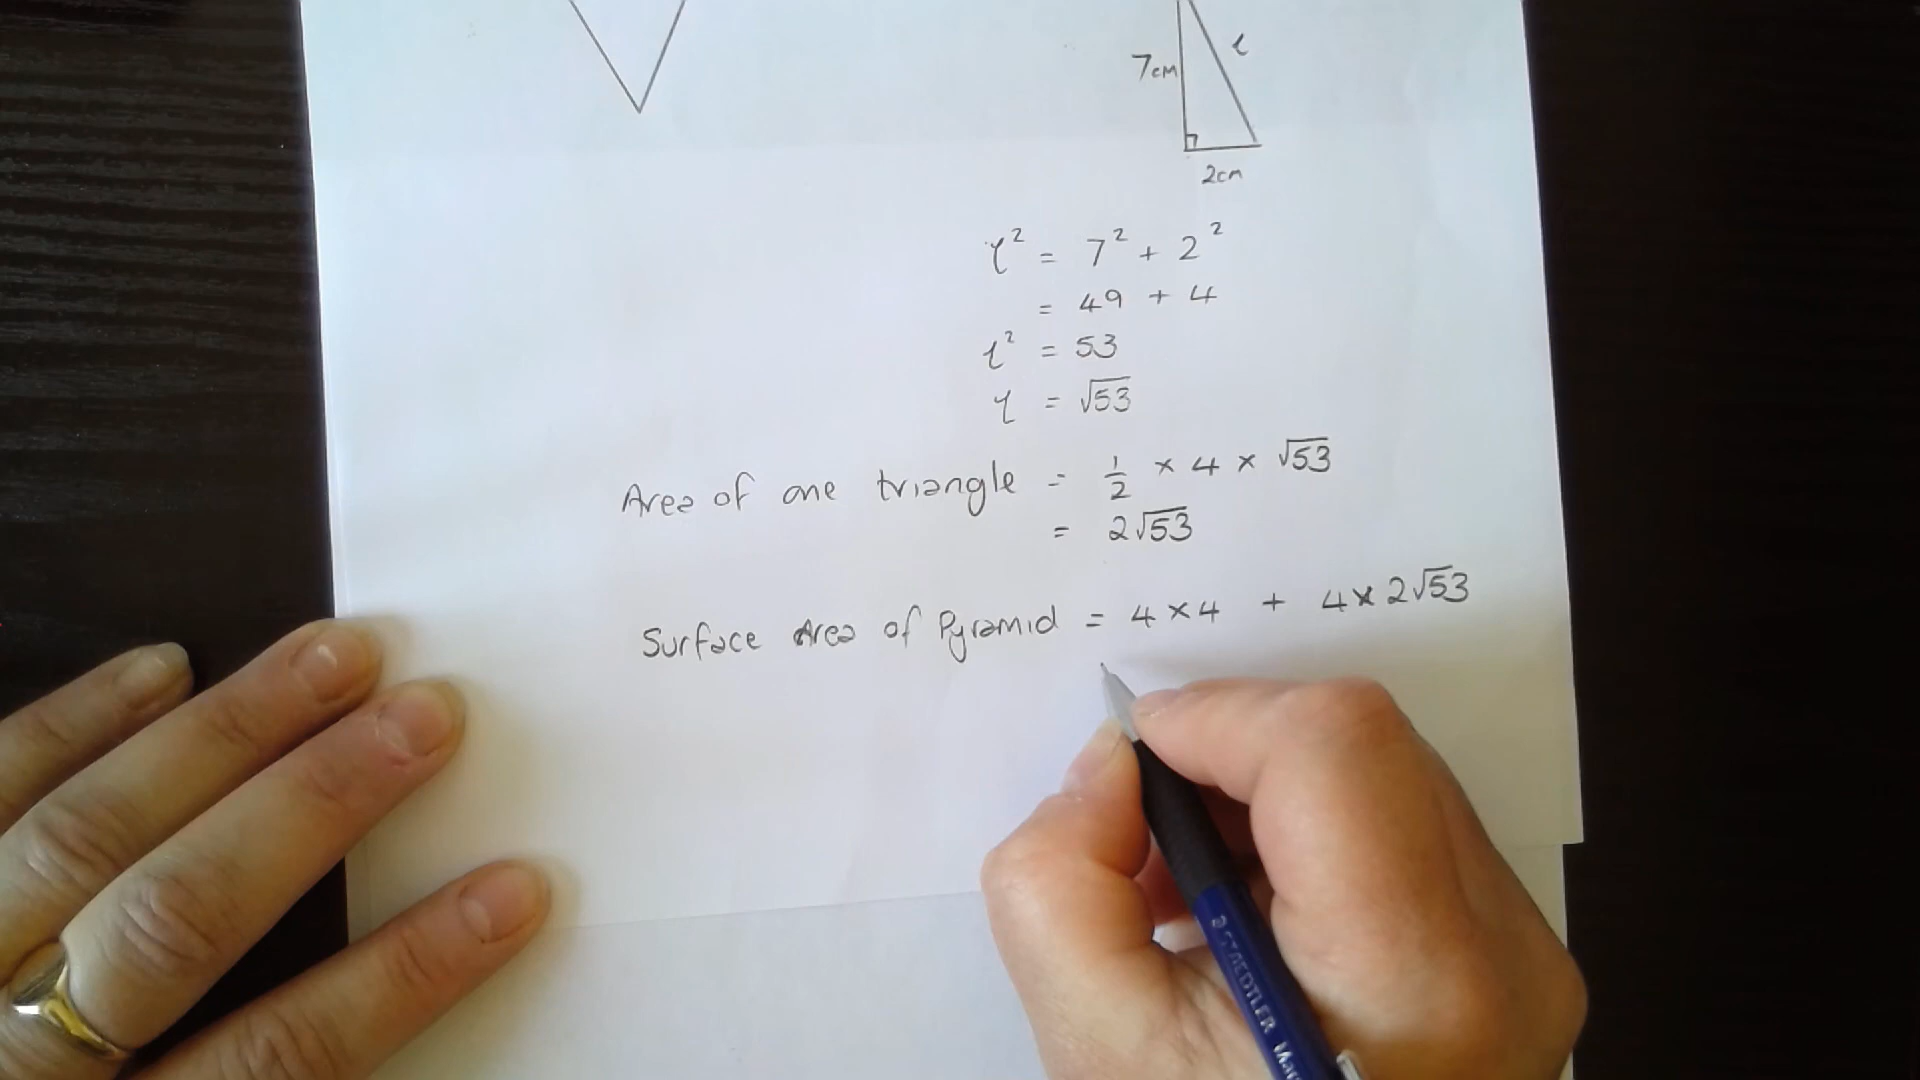 7cm l
2cm
l² = 7² + 2²
= 49 + 4
l² = 53
l = √53
Area of one triangle = 1/2 × 4 × √53
= 2√53
Surface Area of Pyramid = 4 × 4 + 4 × 2√53
STAEDTLER Mar